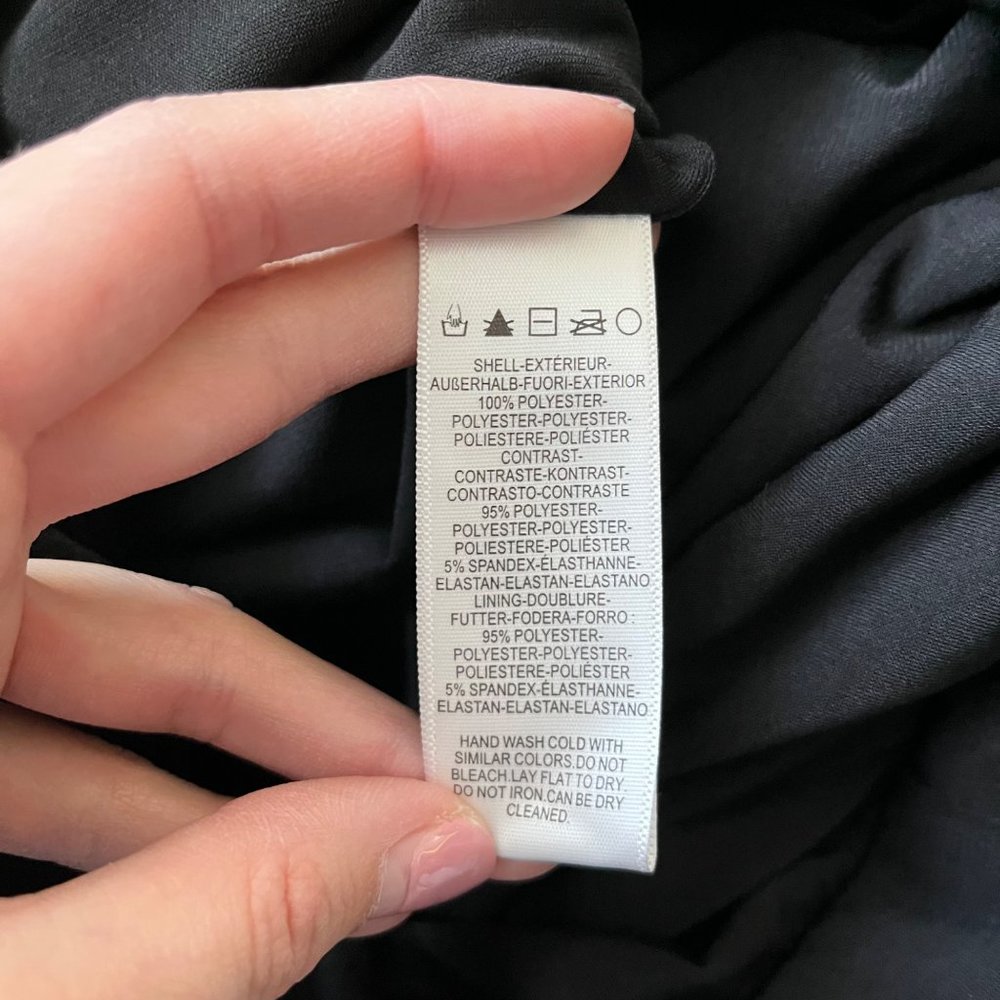 SHELL-EXTÉRIEUR-
AUßERHALB-FUORI-EXTERIOR
100% POLYESTER-
POLYESTER-POLYESTER-
POLIESTERE-POLIÉSTER
CONTRAST-
CONTRASTE-KONTRAST-
CONTRASTO-CONTRASTE
95% POLYESTER-
POLYESTER-POLYESTER-
POLIESTERE-POLIÉSTER
5% SPANDEX-ÉLASTHANNE-
ELASTAN-ELASTAN-ELASTANO
LINING-DOUBLURE-
FUTTER-FODERA-FORRO :
95% POLYESTER-
POLYESTER-POLYESTER-
POLIESTERE-POLIÉSTER
5% SPANDEX-ÉLASTHANNE-
ELASTAN-ELASTAN-ELASTANO
HAND WASH COLD WITH
SIMILAR COLORS.DO NOT
BLEACH.LAY FLAT TO DRY.
DO NOT IRON.CAN BE DRY
CLEANED.